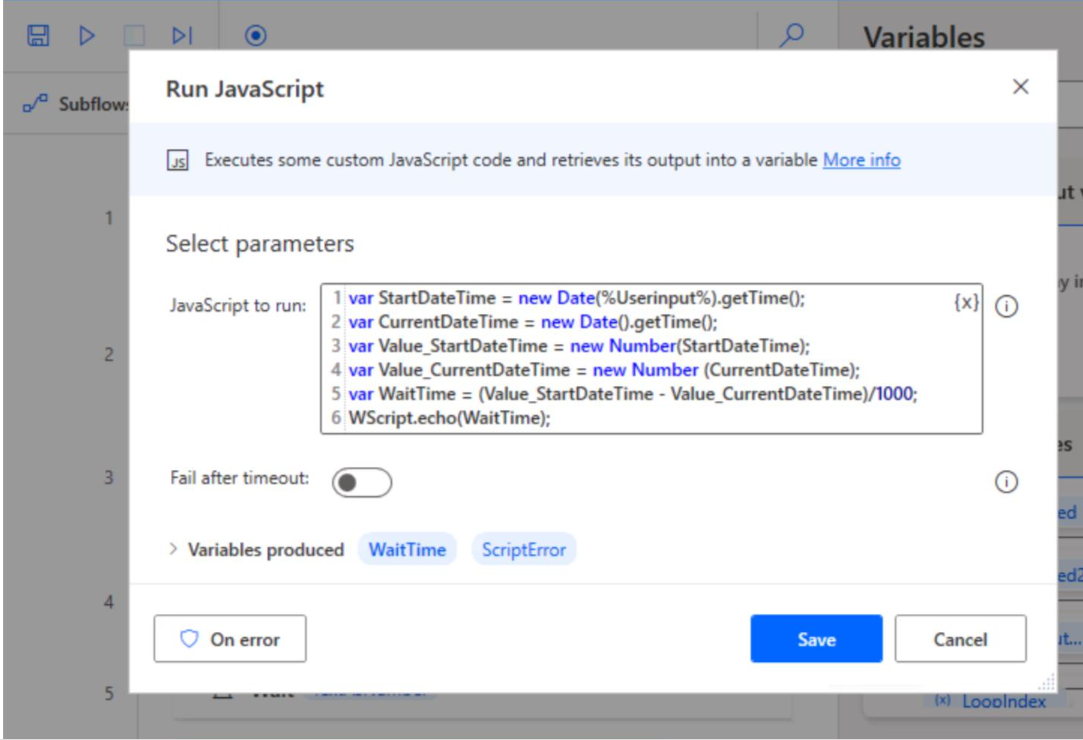 Variables
Subflow
Run JavaScript
JS Executes some custom JavaScript code and retrieves its output into a variable More info
1
Select parameters
JavaScript to run:
1 var StartDateTime = new Date(%Userinput%).getTime();
{x}
2 var CurrentDateTime = new Date().getTime();
3 var Value_StartDateTime = new Number(StartDateTime);
4 var Value_CurrentDateTime = new Number (CurrentDateTime);
5 var WaitTime = (Value_StartDateTime - Value_CurrentDateTime)/1000;
6 WScript.echo(WaitTime);
2
3
Fail after timeout:
Variables produced WaitTime ScriptError
4
On error
Save
Cancel
5
(x) LoopIndex